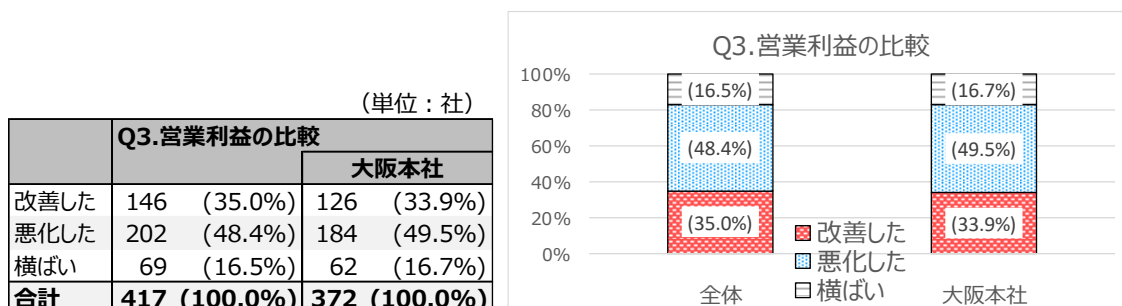 （単位：社）
Q3.営業利益の比較
大阪本社
改善した 146 (35.0%) 126 (33.9%)
悪化した 202 (48.4%) 184 (49.5%)
横ばい 69 (16.5%) 62 (16.7%)
合計 417 (100.0%) 372 (100.0%)
Q3.営業利益の比較
100%
80%
60%
40%
20%
0%
(16.5%) (16.7%)
(48.4%) (49.5%)
(35.0%) (33.9%)
改善した
悪化した
横ばい
全体 大阪本社